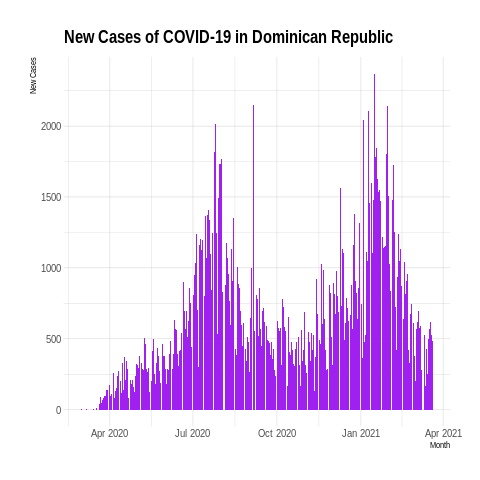 New Cases of COVID-19 in Dominican Republic
New Cases
2000
1500
1000
500
0
Apr 2020 Jul 2020 Oct 2020 Jan 2021 Apr 2021
Month